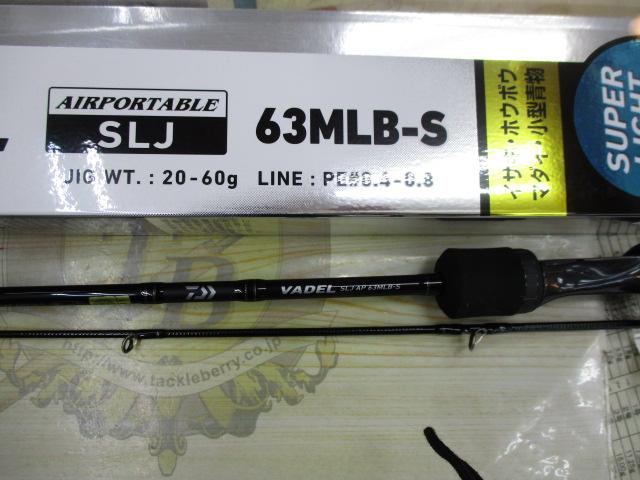 AIRPORTABLE
SLJ
63MLB-S
JIG WT. : 20-60g LINE : PE#0.4-0.8
イサキ・ホウボウ
マダイ・小型青物
SUPER
LIGHT
VADEL SLJ AP 63MLB-S
http://www.tackleberry.co.jp
TB